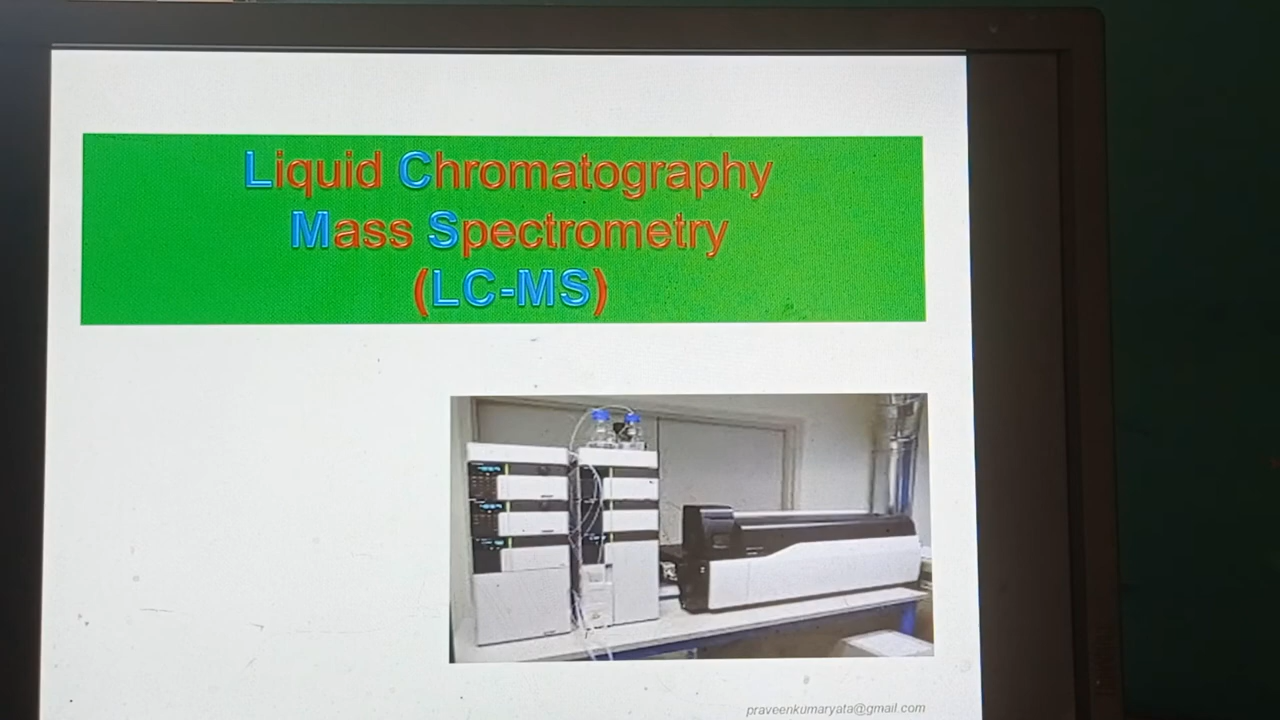 Liquid Chromatography
Mass Spectrometry
(LC-MS)
praveenkumaryata@gmail.com